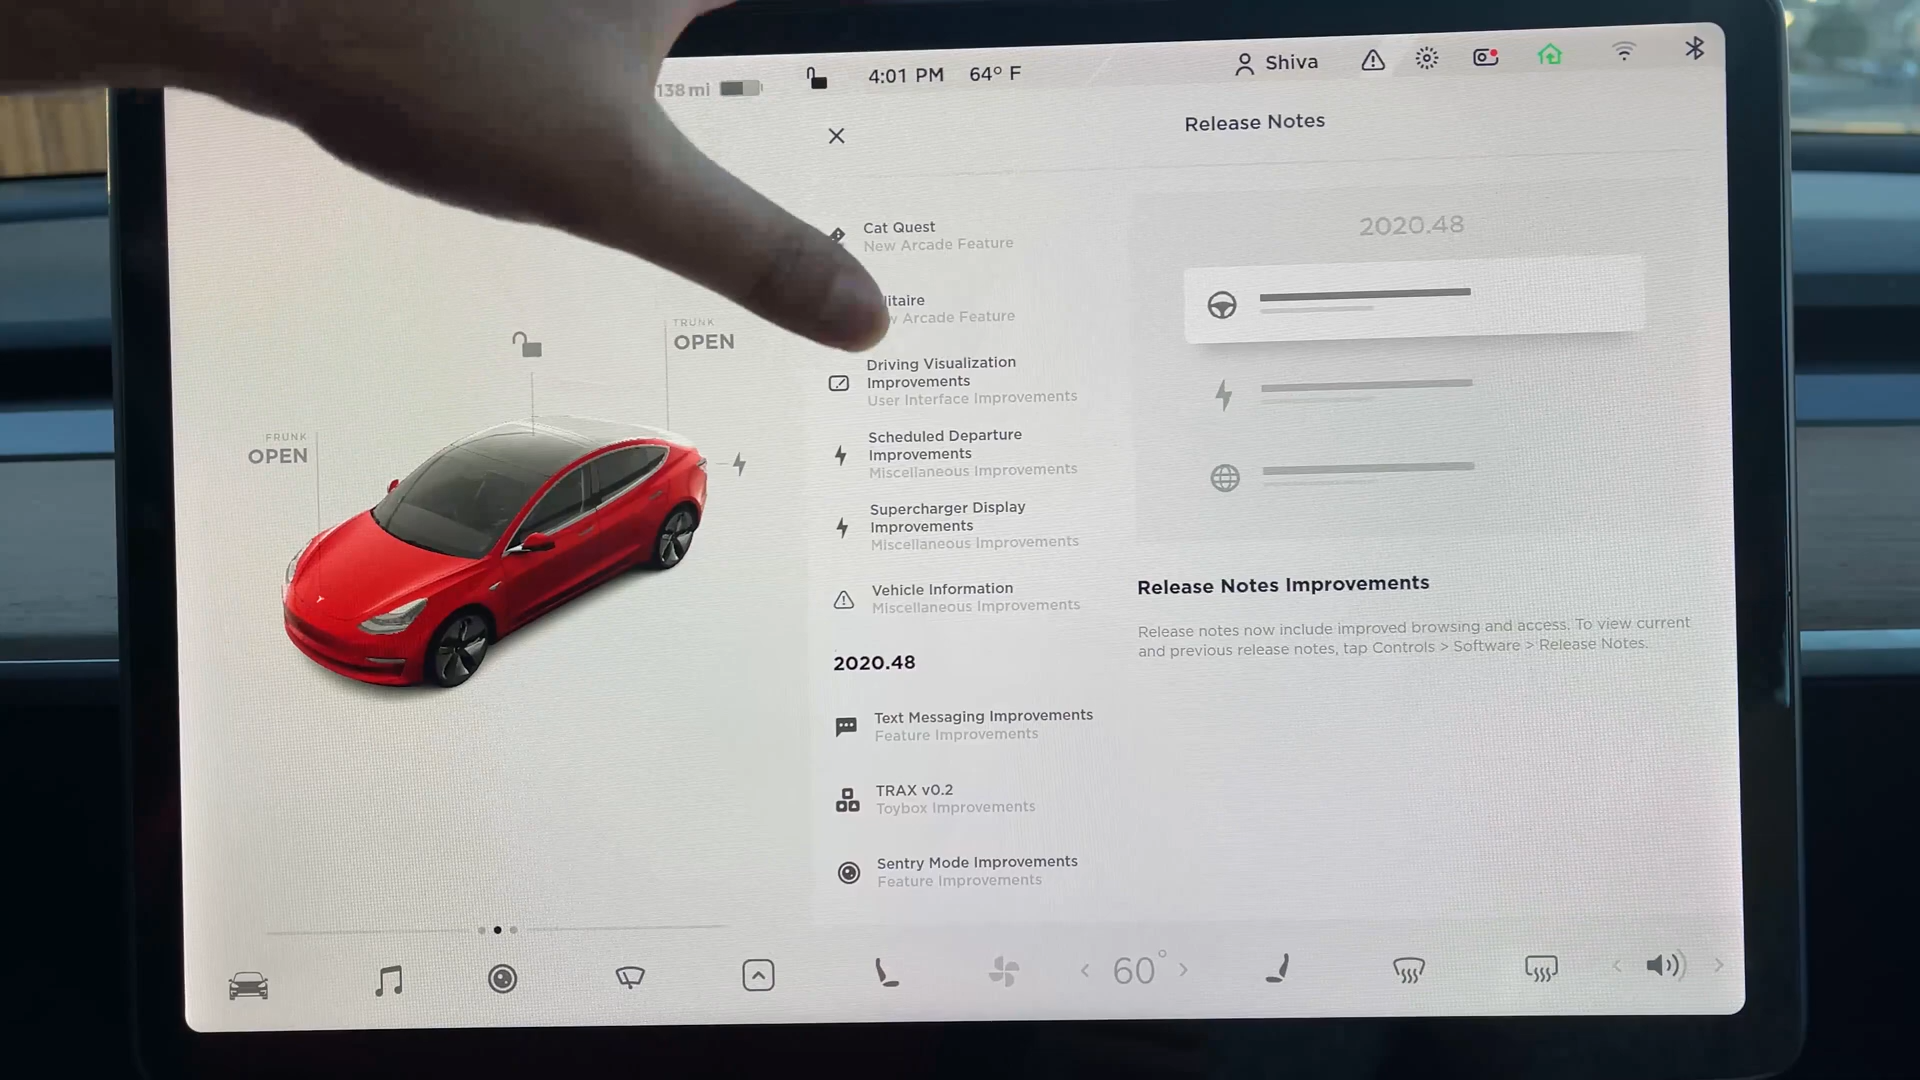 138 mi
4:01 PM 64° F
Shiva
Release Notes
TRUNK
OPEN
FRUNK
OPEN
Cat Quest
New Arcade Feature
litaire
Arcade Feature
Driving Visualization
Improvements
User Interface Improvements
Scheduled Departure
Improvements
Miscellaneous Improvements
Supercharger Display
Improvements
Miscellaneous Improvements
Vehicle Information
Miscellaneous Improvements
2020.48
Text Messaging Improvements
Feature Improvements
TRAX v0.2
Toybox Improvements
Sentry Mode Improvements
Feature Improvements
2020.48
Release Notes Improvements
Release notes now include improved browsing and access. To view current
and previous release notes, tap Controls > Software > Release Notes.
60°